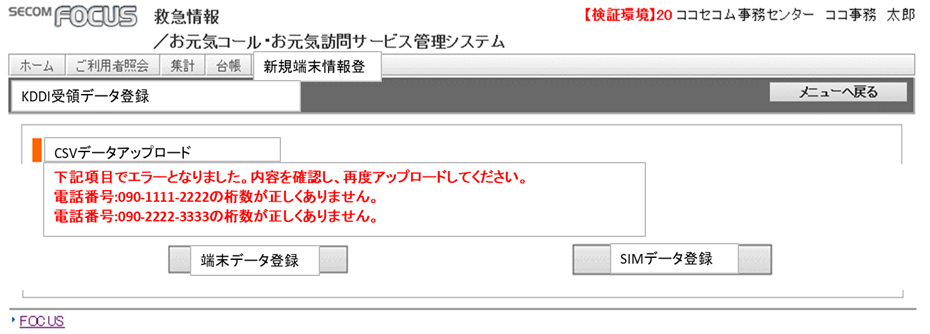 SECOM FOCUS 救急情報
／お元気コール・お元気訪問サービス管理システム
【検証環境】20 ココセコム事務センター ココ事務 太郎
ホーム ご利用者照会 集計 台帳 新規端末情報登
KDDI受領データ登録 メニューへ戻る
CSVデータアップロード
下記項目でエラーとなりました。内容を確認し、再度アップロードしてください。
電話番号:090-1111-2222の桁数が正しくありません。
電話番号:090-2222-3333の桁数が正しくありません。
端末データ登録 SIMデータ登録
FOCUS